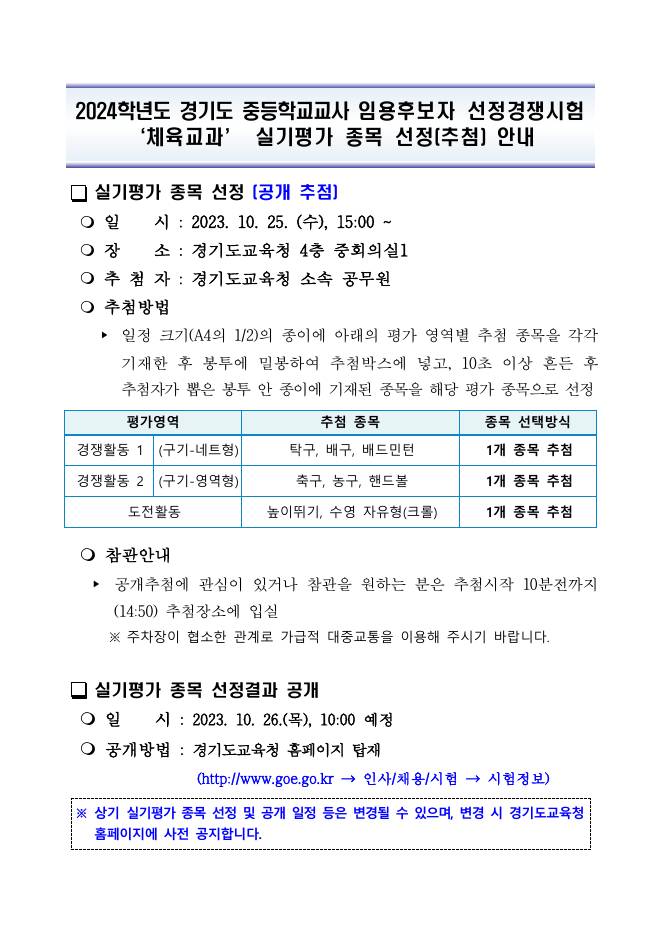 2024학년도 경기도 중등학교교사 임용후보자 선정경쟁시험
‘체육교과’ 실기평가 종목 선정(추첨) 안내
❏ 실기평가 종목 선정 (공개 추점)
❍ 일 시 : 2023. 10. 25. (수), 15:00 ~
❍ 장 소 : 경기도교육청 4층 중회의실1
❍ 추 첨 자 : 경기도교육청 소속 공무원
❍ 추첨방법
▸ 일정 크기(A4의 1/2)의 종이에 아래의 평가 영역별 추첨 종목을 각각
기재한 후 봉투에 밀봉하여 추첨박스에 넣고, 10초 이상 흔든 후
추첨자가 뽑은 봉투 안 종이에 기재된 종목을 해당 평가 종목으로 선정
평가영역 추첨 종목 종목 선택방식
경쟁활동 1 (구기-네트형) 탁구, 배구, 배드민턴 1개 종목 추첨
경쟁활동 2 (구기-영역형) 축구, 농구, 핸드볼 1개 종목 추첨
도전활동 높이뛰기, 수영 자유형(크롤) 1개 종목 추첨
❍ 참관안내
▸ 공개추첨에 관심이 있거나 참관을 원하는 분은 추첨시작 10분전까지
(14:50) 추첨장소에 입실
※ 주차장이 협소한 관계로 가급적 대중교통을 이용해 주시기 바랍니다.
❏ 실기평가 종목 선정결과 공개
❍ 일 시 : 2023. 10. 26.(목), 10:00 예정
❍ 공개방법 : 경기도교육청 홈페이지 탑재
(http://www.goe.go.kr → 인사/채용/시험 → 시험정보)
※ 상기 실기평가 종목 선정 및 공개 일정 등은 변경될 수 있으며, 변경 시 경기도교육청
홈페이지에 사전 공지합니다.